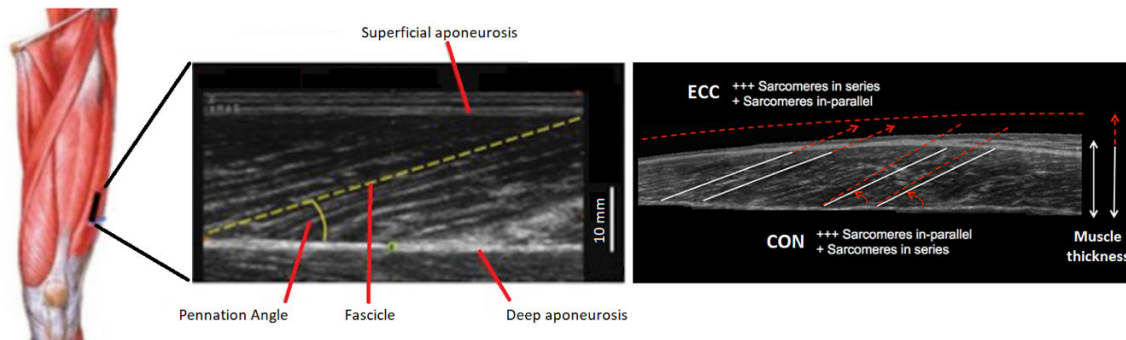 Superficial aponeurosis
10 mm
Pennation Angle
Fascicle
Deep aponeurosis
ECC
+++ Sarcomeres in series
+ Sarcomeres in-parallel
CON
+++ Sarcomeres in-parallel
+ Sarcomeres in series
Muscle
thickness